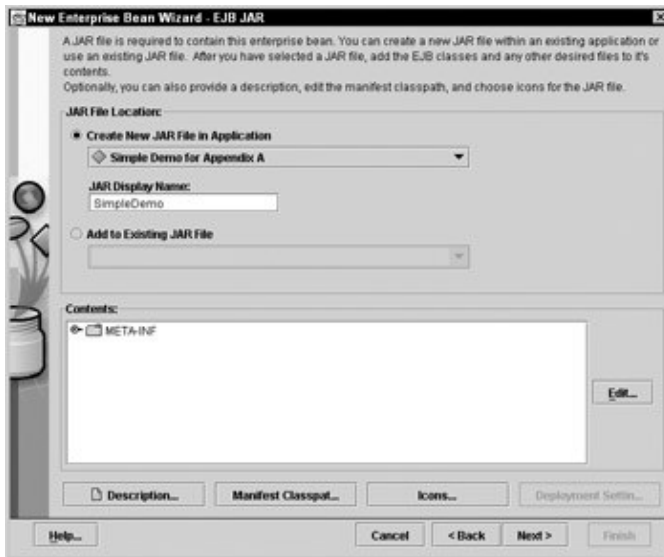 New Enterprise Bean Wizard - EJB JAR
A JAR file is required to contain this enterprise bean. You can create a new JAR file within an existing application or
use an existing JAR file. After you have selected a JAR file, add the EJB classes and any other desired files to it's
contents.
Optionally, you can also provide a description, edit the manifest classpath, and choose icons for the JAR file.
JAR File Location:
Create New JAR File in Application
Simple Demo for Appendix A
JAR Display Name:
SimpleDemo
Add to Existing JAR File
Contents:
META-INF
Edit...
Description... Manifest Classpat... Icons... Deployment Settin...
Help... Cancel < Back Next > Finish